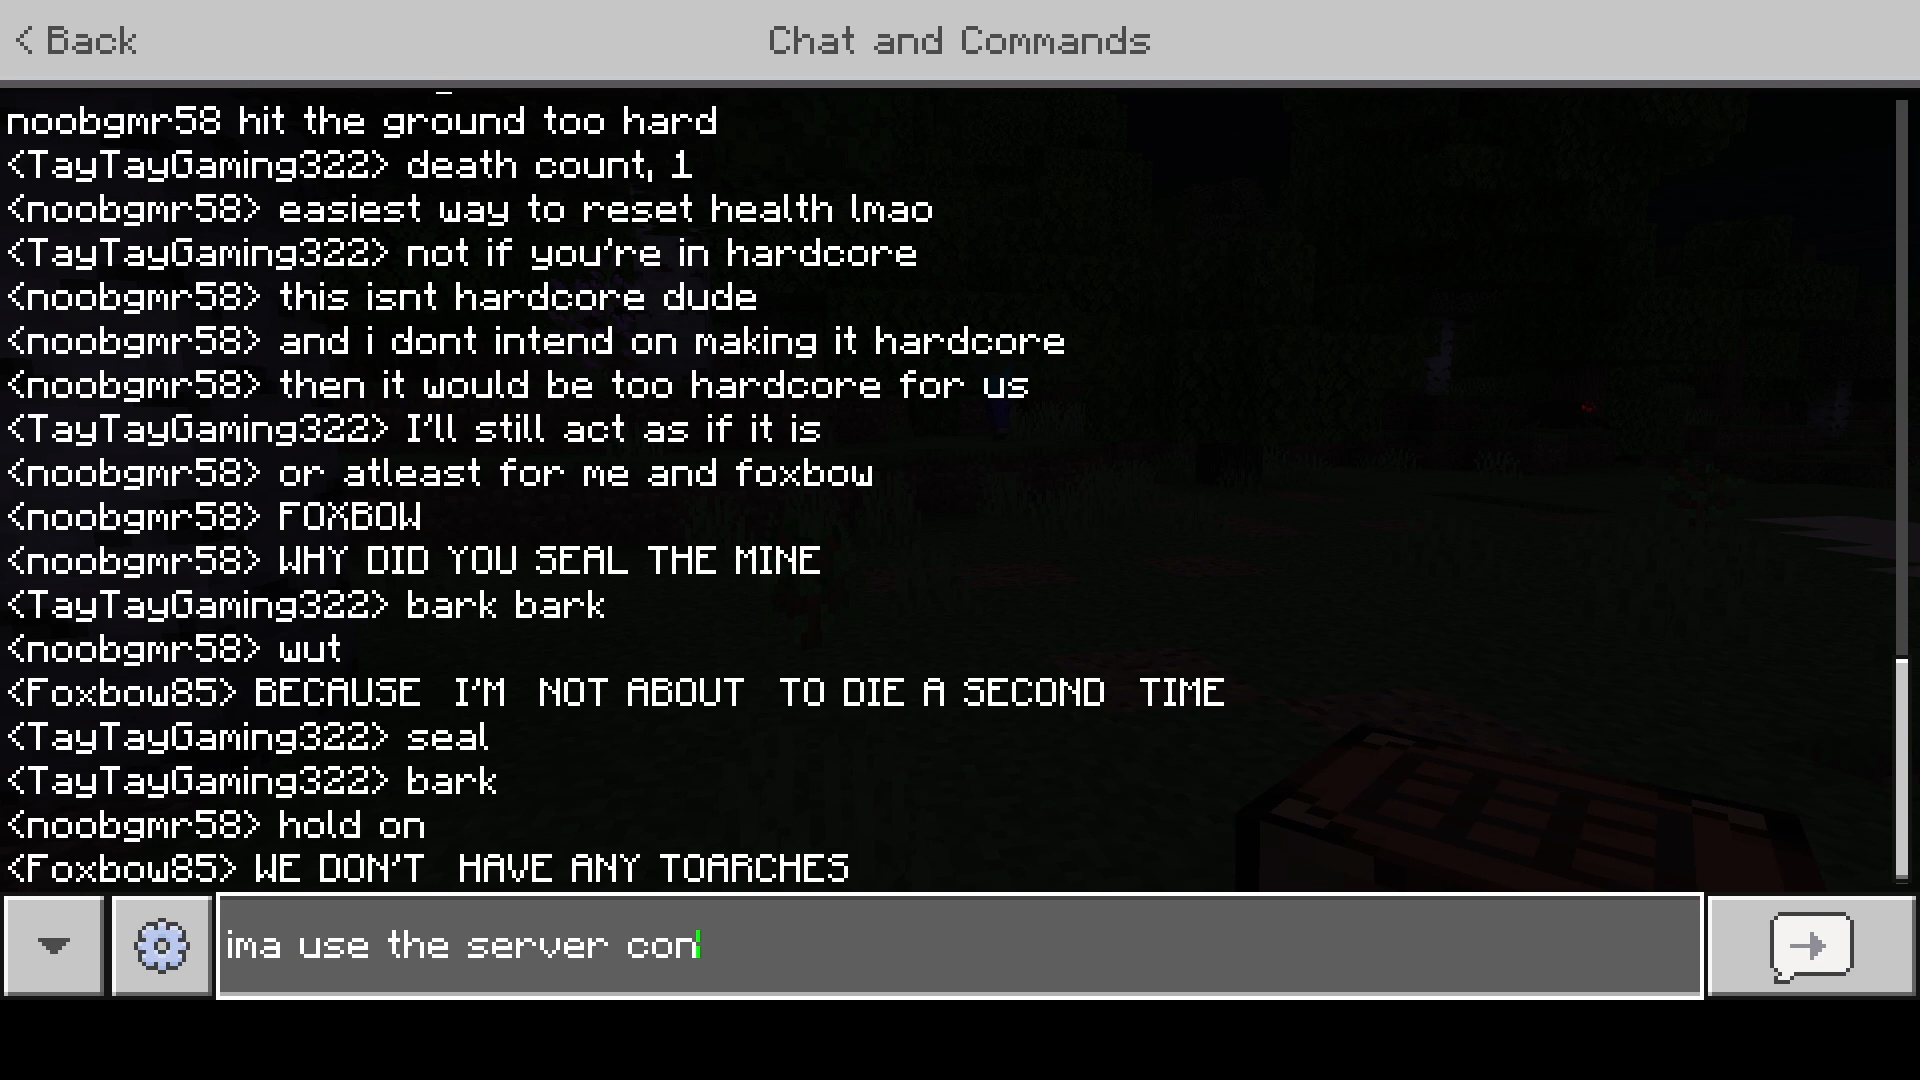 Back
Chat and Commands
noobgmr58 hit the ground too hard
<TayTayGaming322> death count, 1
<noobgmr58> easiest way to reset health lmao
<TayTayGaming322> not if you're in hardcore
<noobgmr58> this isnt hardcore dude
<noobgmr58> and i dont intend on making it hardcore
<noobgmr58> then it would be too hardcore for us
<TayTayGaming322> I'll still act as if it is
<noobgmr58> or atleast for me and foxbow
<noobgmr58> FOXBOW
<noobgmr58> WHY DID YOU SEAL THE MINE
<TayTayGaming322> bark bark
<noobgmr58> wut
<Foxbow85> BECAUSE  I'M  NOT ABOUT  TO DIE A SECOND  TIME
<TayTayGaming322> seal
<TayTayGaming322> bark
<noobgmr58> hold on
<Foxbow85> WE DON'T  HAVE ANY TOARCHES
ima use the server con